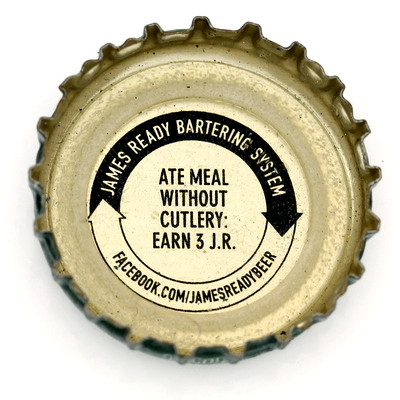 JAMES READY BARTERING SYSTEM
ATE MEAL
WITHOUT
CUTLERY:
EARN 3 J.R.
FACEBOOK.COM/JAMESREADYBEER